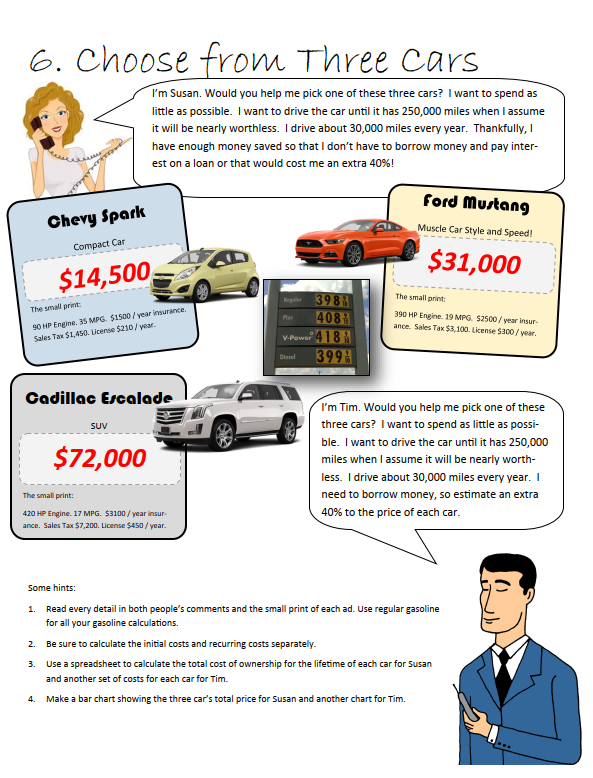 6. Choose from Three Cars
I'm Susan. Would you help me pick one of these three cars?  I want to spend as
little as possible.  I want to drive the car until it has 250,000 miles when I assume
it will be nearly worthless.  I drive about 30,000 miles every year.  Thankfully, I
have enough money saved so that I don't have to borrow money and pay inter-
est on a loan or that would cost me an extra 40%!
Chevy Spark
Compact Car
$14,500
The small print:
90 HP Engine. 35 MPG.  $1500 / year insurance.
Sales Tax $1,450. License $210 / year.
Ford Mustang
Muscle Car Style and Speed!
$31,000
The small print:
390 HP Engine. 19 MPG.  $2500 / year insur-
ance.  Sales Tax $3,100. License $300 / year.
Regular 398 9/10
Plus 408 9/10
V-Power 418 9/10
Diesel 399 9/10
Cadillac Escalade
SUV
$72,000
The small print:
420 HP Engine. 17 MPG.  $3100 / year insur-
ance.  Sales Tax $7,200. License $450 / year.
I'm Tim. Would you help me pick one of these
three cars?  I want to spend as little as possi-
ble.  I want to drive the car until it has 250,000
miles when I assume it will be nearly worth-
less.  I drive about 30,000 miles every year.  I
need to borrow money, so estimate an extra
40% to the price of each car.
Some hints:
1. Read every detail in both people's comments and the small print of each ad. Use regular gasoline
for all your gasoline calculations.
2. Be sure to calculate the initial costs and recurring costs separately.
3. Use a spreadsheet to calculate the total cost of ownership for the lifetime of each car for Susan
and another set of costs for each car for Tim.
4. Make a bar chart showing the three car's total price for Susan and another chart for Tim.